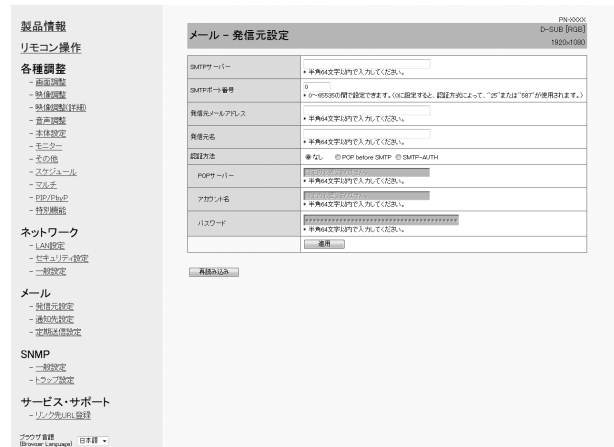 製品情報
リモコン操作
各種調整
- 画面調整
- 映像調整
- 映像調整(詳細)
- 音声調整
- 本体設定
- モニター
- その他
- スケジュール
- マルチ
- PIP/PbyP
- 特別機能
ネットワーク
- LAN設定
- セキュリティ設定
- 一般設定
メール
- 発信元設定
- 通知先設定
- 定期送信設定
SNMP
- 一般設定
- トラップ設定
サービス・サポート
- リンク先URL登録
ブラウザ言語
(Browser Language) 日本語
PN-XXXX
メール - 発信元設定
D-SUB [RGB]
1920x1080
SMTPサーバー
* 半角64文字以内で入力してください。
SMTPポート番号
0
* 0～65535の間で設定できます。(0に設定すると、認証方式によって、"25"または"587"が使用されます。)
発信元メールアドレス
* 半角64文字以内で入力してください。
発信元名
* 半角64文字以内で入力してください。
認証方法
なし POP before SMTP SMTP-AUTH
POPサーバー
* 半角64文字以内で入力してください。
アカウント名
* 半角64文字以内で入力してください。
パスワード
* 半角64文字以内で入力してください。
適用
再読み込み